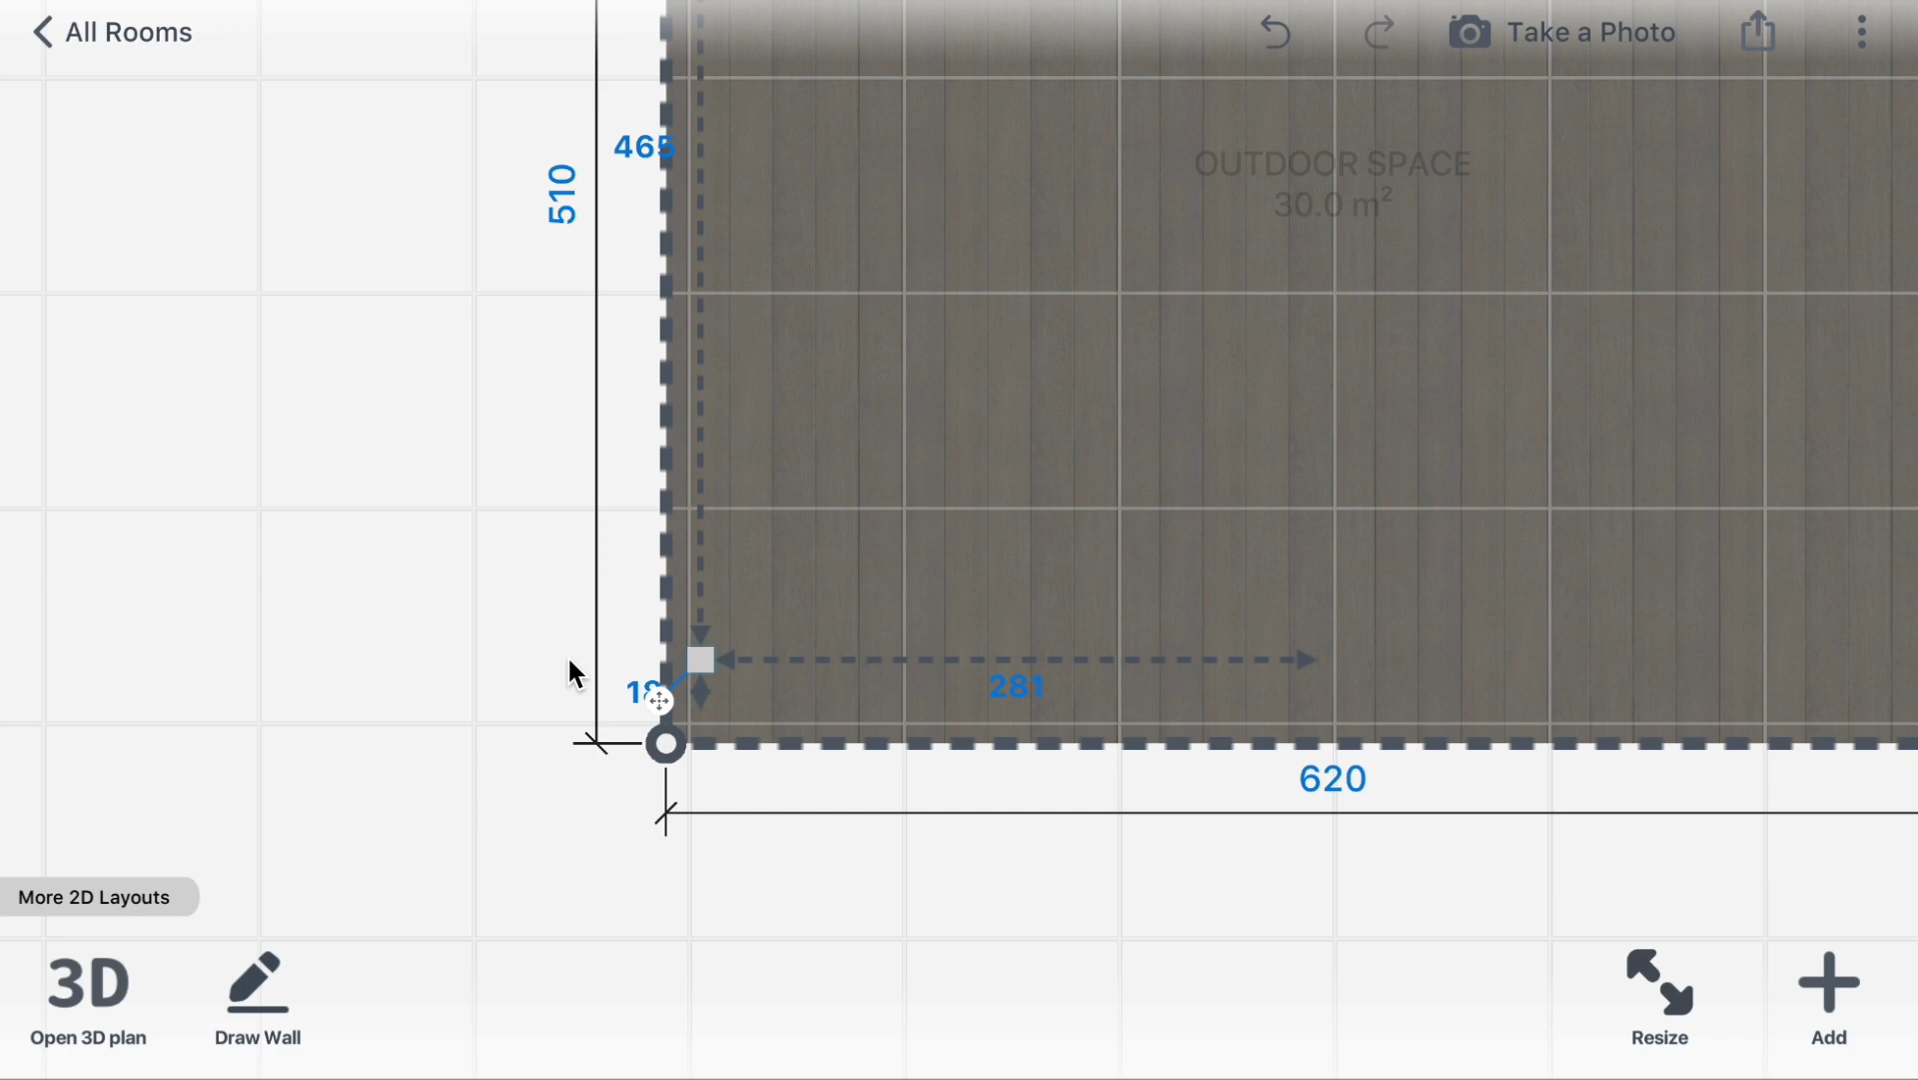 All Rooms
Take a Photo
465
510
OUTDOOR SPACE
30.0 m²
281
620
More 2D Layouts
3D
Open 3D plan
Draw Wall
Resize
Add